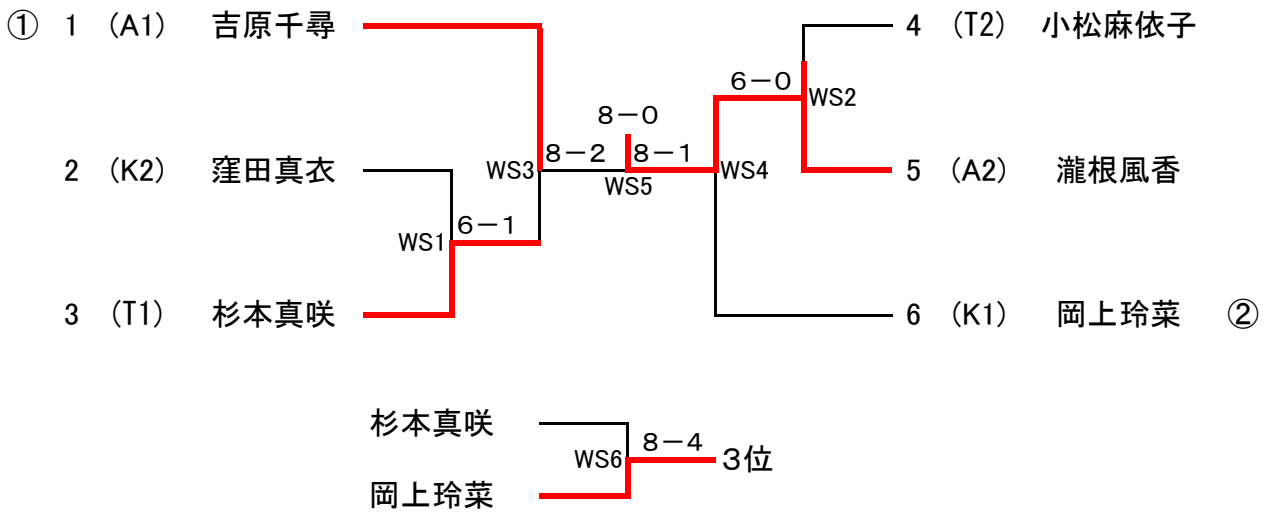 ① 1 (A1) 吉原千尋
4 (T2) 小松麻依子
6－0
WS2
8－0
2 (K2) 窪田真衣
WS3
8－2
8－1
WS4
WS5
5 (A2) 瀧根風香
WS1
6－1
3 (T1) 杉本真咲
6 (K1) 岡上玲菜 ②
杉本真咲
WS6
8－4
3位
岡上玲菜